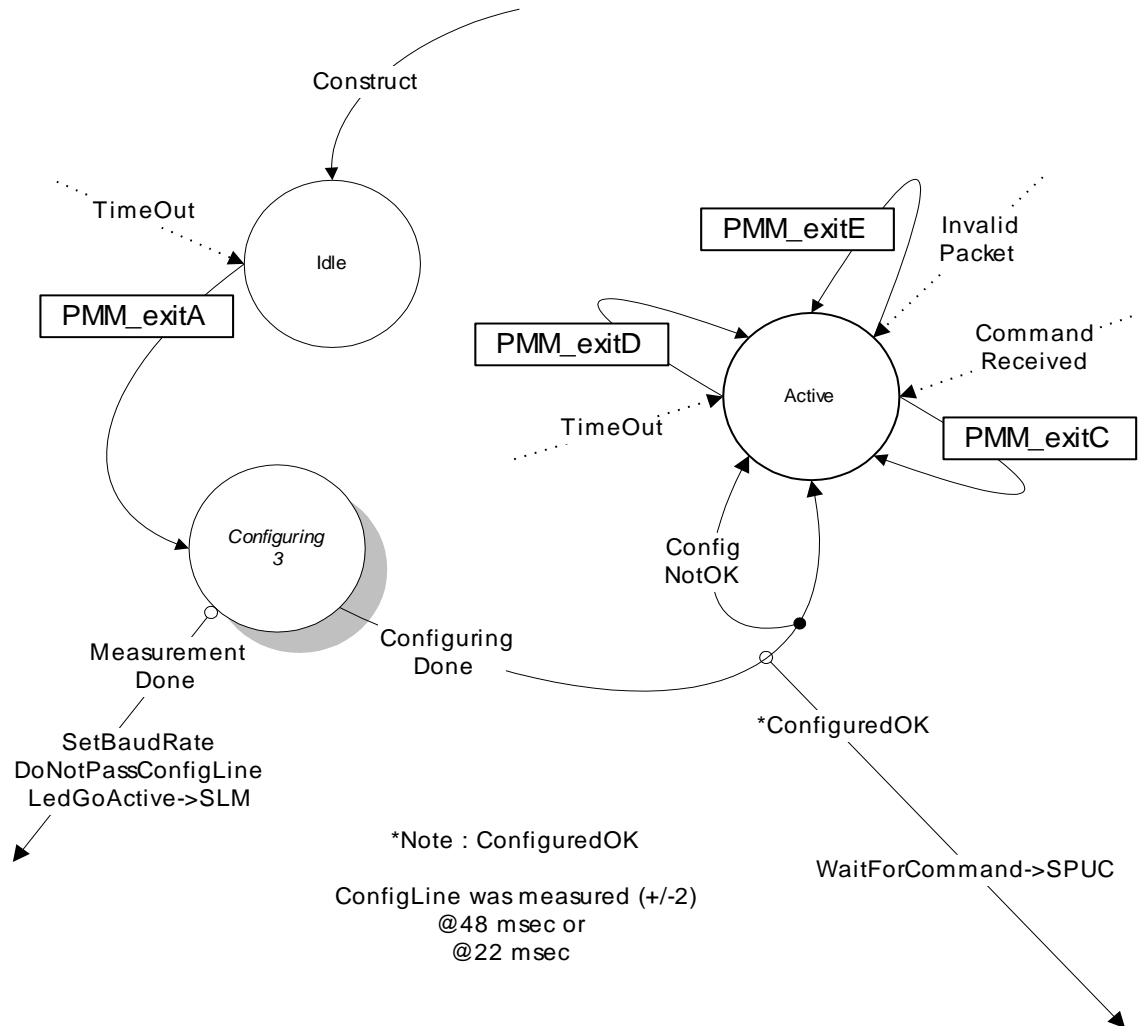 Construct
TimeOut
Idle
PMM_exitA
PMM_exitE
Invalid
Packet
PMM_exitD
Command
Received
Active
TimeOut
PMM_exitC
Configuring
3
Config
NotOK
Measurement
Done
Configuring
Done
SetBaudRate
DoNotPassConfigLine
LedGoActive->SLM
*ConfiguredOK
*Note : ConfiguredOK
ConfigLine was measured (+/-2)
@48 msec or
@22 msec
WaitForCommand->SPUC